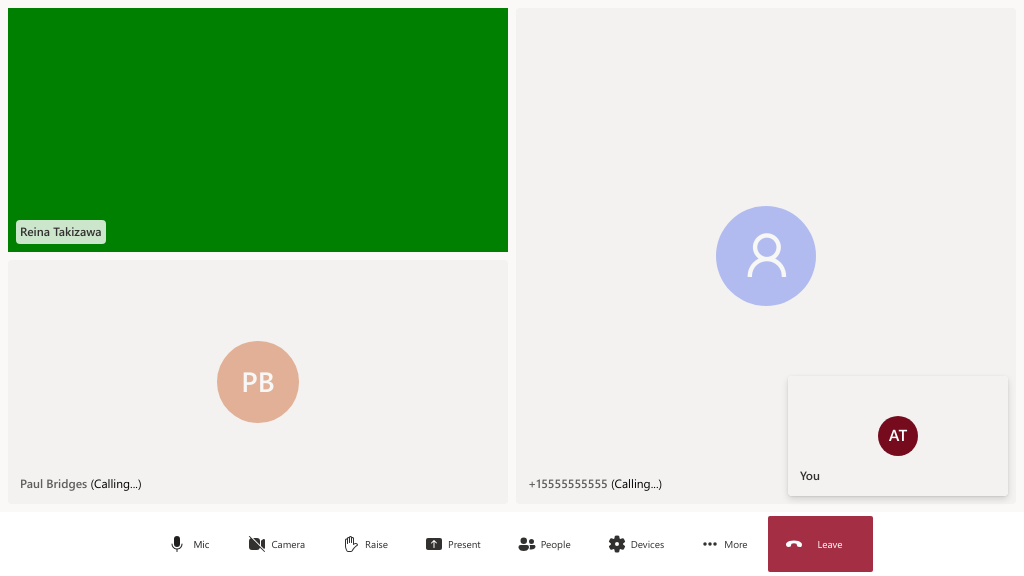 Reina Takizawa
PB
Paul Bridges (Calling...)
+15555555555 (Calling...)
AT
You
Mic
Camera
Raise
Present
People
Devices
More
Leave